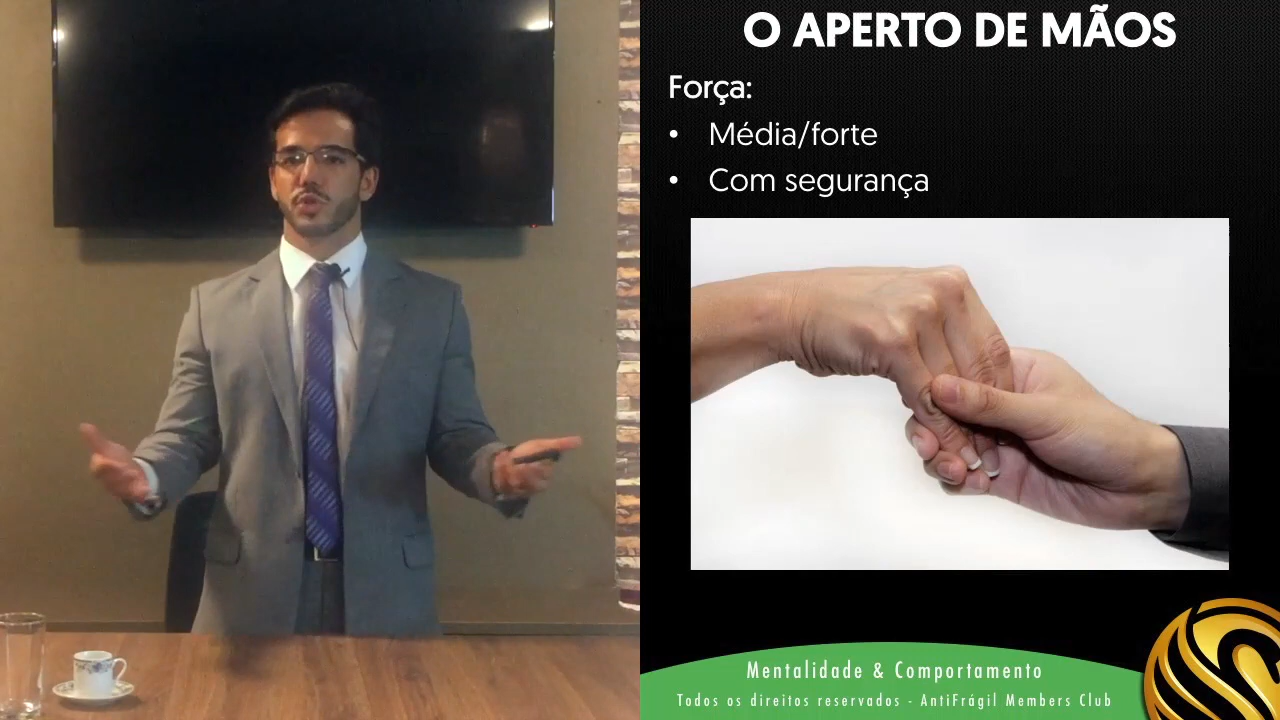 O APERTO DE MÃOS
Força:
• Média/forte
• Com segurança
Mentalidade & Comportamento
Todos os direitos reservados - AntiFrágil Members Club